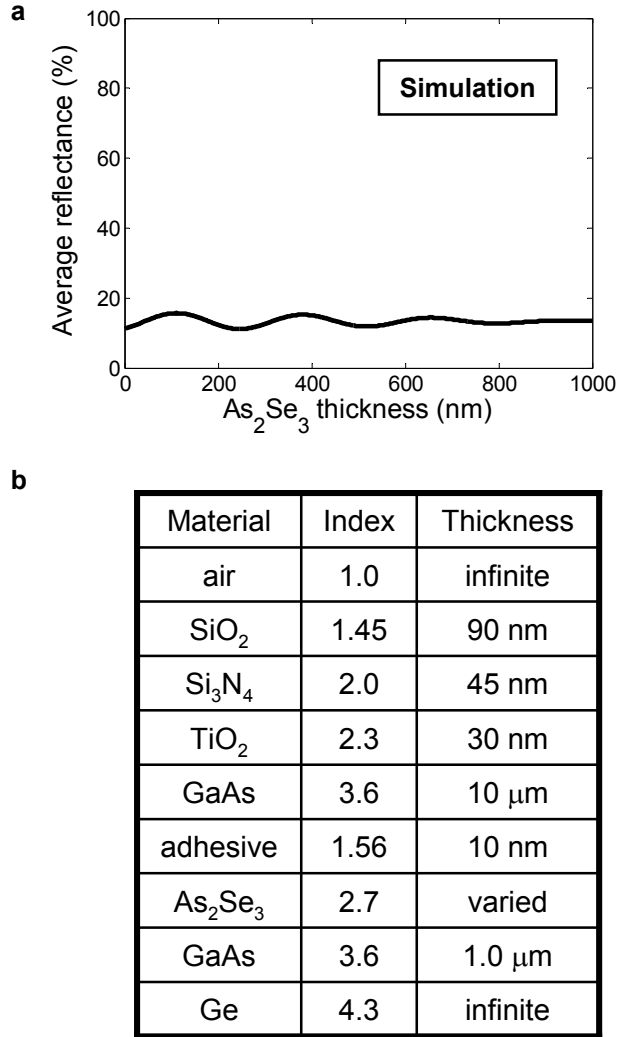 a
Average reflectance (%)
100
80
60
40
20
0
Simulation
0 200 400 600 800 1000
As₂Se₃ thickness (nm)
b
Material Index Thickness
air 1.0 infinite
SiO₂ 1.45 90 nm
Si₃N₄ 2.0 45 nm
TiO₂ 2.3 30 nm
GaAs 3.6 10 μm
adhesive 1.56 10 nm
As₂Se₃ 2.7 varied
GaAs 3.6 1.0 μm
Ge 4.3 infinite